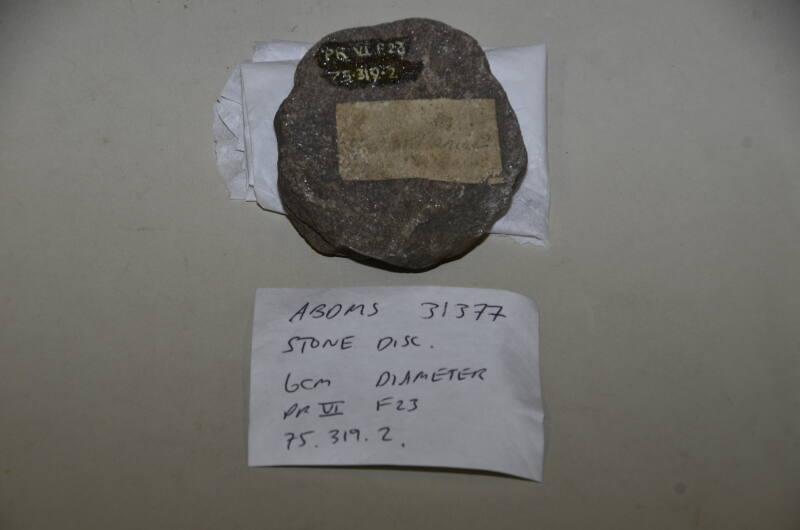 PR VI F23
75.319.2
ABDMS 31377
STONE DISC.
6CM DIAMETER
PR VI F23
75.319.2.